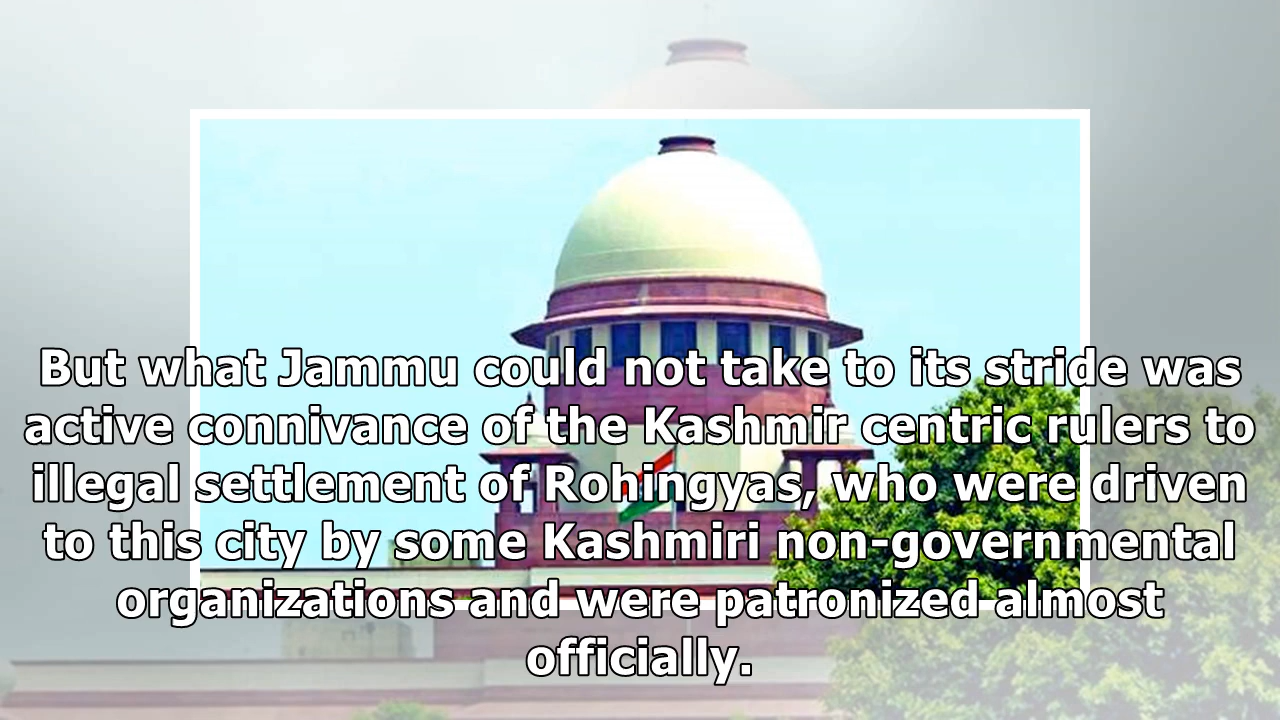 But what Jammu could not take to its stride was
active connivance of the Kashmir centric rulers to
illegal settlement of Rohingyas, who were driven
to this city by some Kashmiri non-governmental
organizations and were patronized almost
officially.